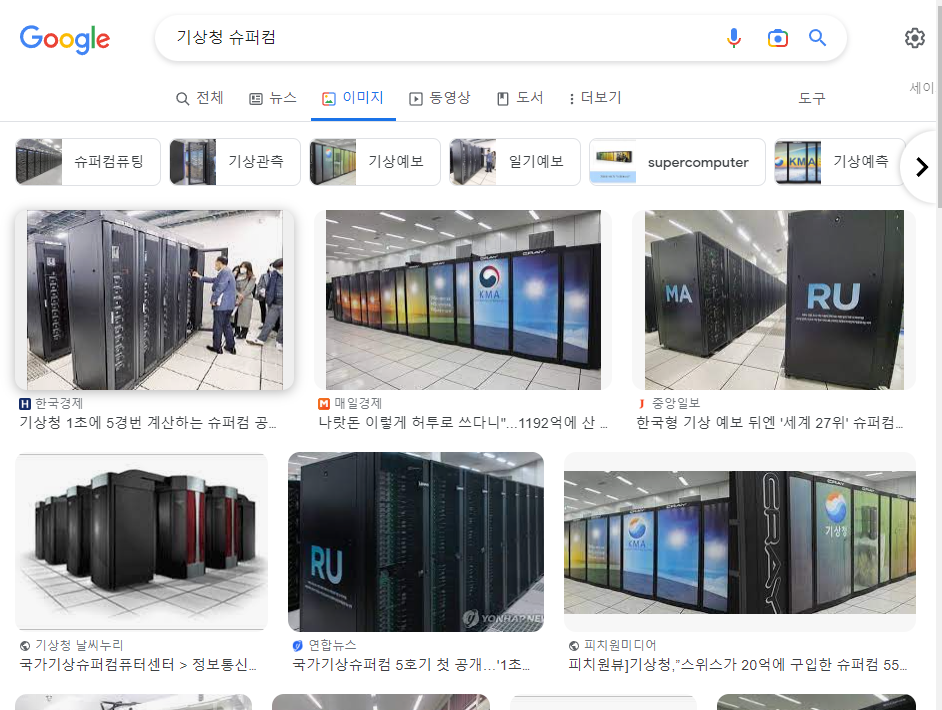 Google
기상청 슈퍼컴
전체
뉴스
이미지
동영상
도서
더보기
도구
세이
슈퍼컴퓨팅
기상관측
기상예보
일기예보
supercomputer
KMA
기상예측
KMA
MA
RU
한국경제
기상청 1초에 5경번 계산하는 슈퍼컴 공...
매일경제
나랏돈 이렇게 허투로 쓰다니"...1192억에 산 ...
중앙일보
한국형 기상 예보 뒤엔 '세계 27위' 슈퍼컴...
RU
YONHAP NEW
KMA
CRAY
기상청
기상청 날씨누리
국가기상슈퍼컴퓨터센터 > 정보통신...
연합뉴스
국가기상슈퍼컴 5호기 첫 공개…'1초...
피치원미디어
피치원뷰]기상청,”스위스가 20억에 구입한 슈퍼컴 55...